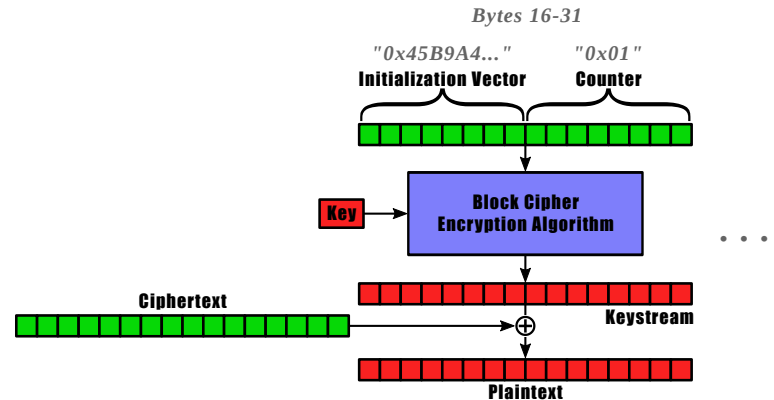 Bytes 16-31
"0x45B9A4..." "0x01"
Initialization Vector Counter
Block Cipher
Key
Encryption Algorithm
. . .
Ciphertext
Keystream
Plaintext